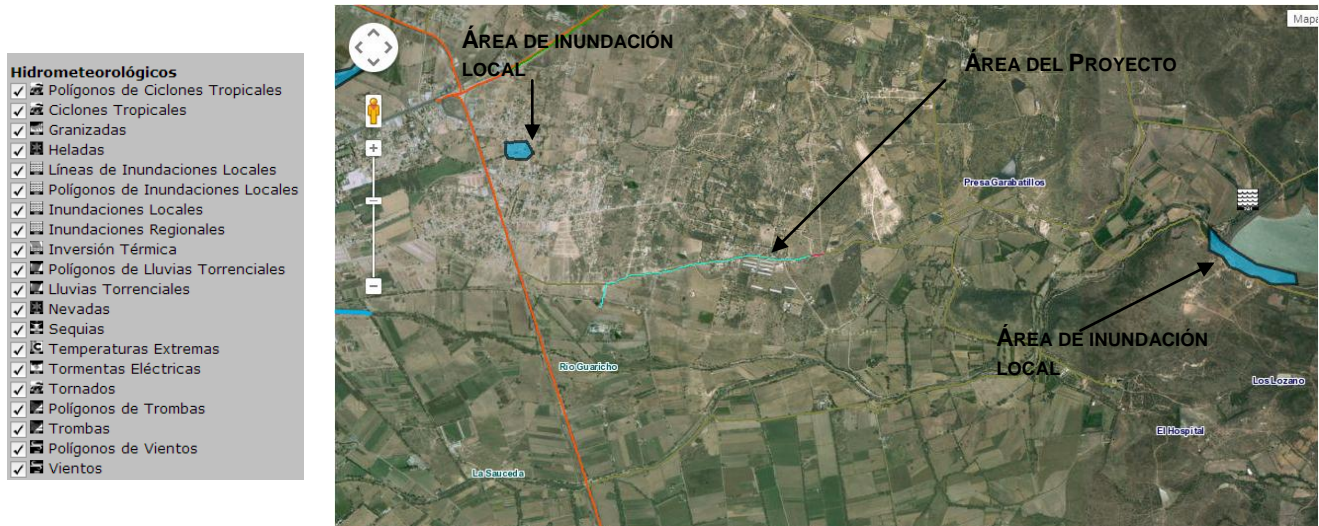 Hidrometeorológicos
Polígonos de Ciclones Tropicales
Ciclones Tropicales
Granizadas
Heladas
Líneas de Inundaciones Locales
Polígonos de Inundaciones Locales
Inundaciones Locales
Inundaciones Regionales
Inversión Térmica
Polígonos de Lluvias Torrenciales
Lluvias Torrenciales
Nevadas
Sequias
Temperaturas Extremas
Tormentas Eléctricas
Tornados
Polígonos de Trombas
Trombas
Polígonos de Vientos
Vientos
Mapa
ÁREA DE INUNDACIÓN
LOCAL
ÁREA DEL PROYECTO
Presa Garabatillos
ÁREA DE INUNDACIÓN
LOCAL
Rio Guaricho
Los Lozano
El Hospital
La Sauceda